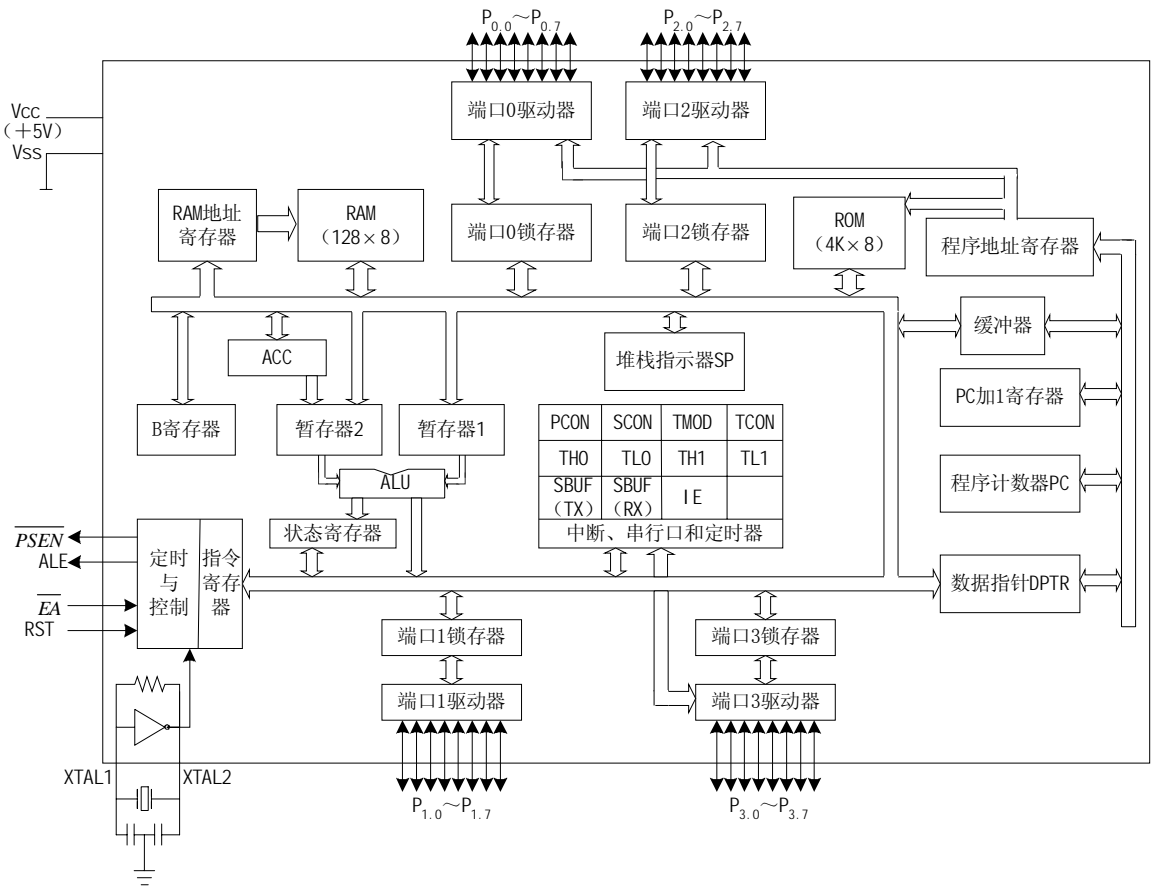 P0.0～P0.7
P2.0～P2.7
Vcc
（＋5V）
Vss
端口0驱动器
端口2驱动器
RAM地址
寄存器
RAM
（128×8）
端口0锁存器
端口2锁存器
ROM
（4K×8）
程序地址寄存器
ACC
堆栈指示器SP
缓冲器
B寄存器
暂存器2
暂存器1
PC加1寄存器
PCON SCON TMOD TCON
TH0 TL0 TH1 TL1
SBUF
（TX）
SBUF
（RX）
IE
中断、串行口和定时器
ALU
程序计数器PC
状态寄存器
PSEN
ALE
EA
RST
定时
与
控制
指令
寄存
器
数据指针DPTR
端口1锁存器
端口3锁存器
端口1驱动器
端口3驱动器
XTAL1
XTAL2
P1.0～P1.7
P3.0～P3.7